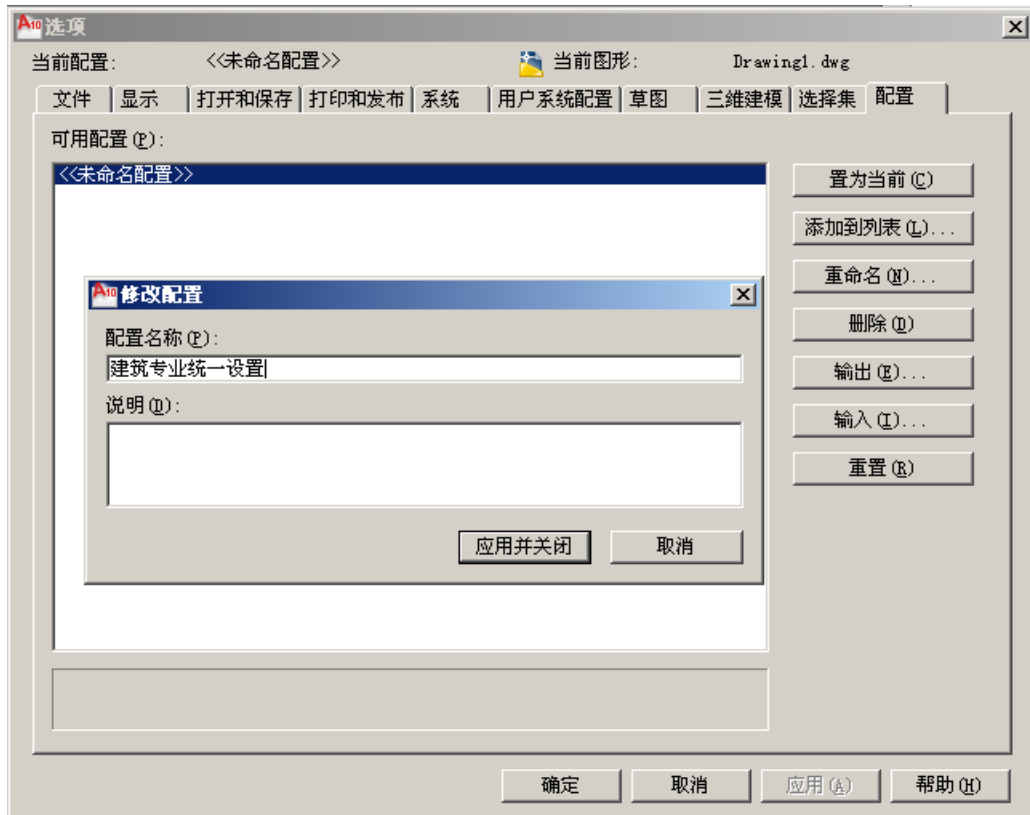 A10 选项
当前配置: <<未命名配置>> 当前图形: Drawing1.dwg
文件 显示 打开和保存 打印和发布 系统 用户系统配置 草图 三维建模 选择集 配置
可用配置(P):
<<未命名配置>>
置为当前(C)
添加到列表(L)...
重命名(N)...
删除(D)
输出(E)...
输入(I)...
重置(R)
A10 修改配置
配置名称(P):
建筑专业统一设置
说明(D):
应用并关闭 取消
确定 取消 应用(A) 帮助(H)